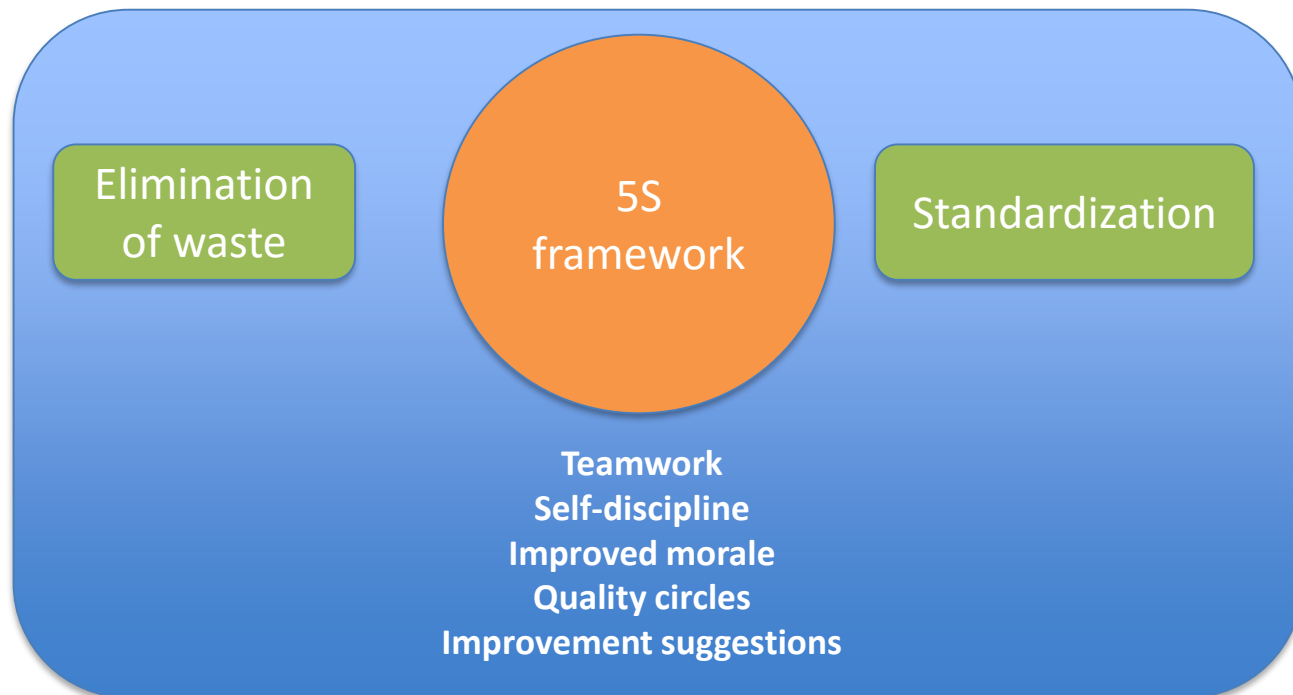 Elimination
of waste
5S
framework
Standardization
Teamwork
Self-discipline
Improved morale
Quality circles
Improvement suggestions